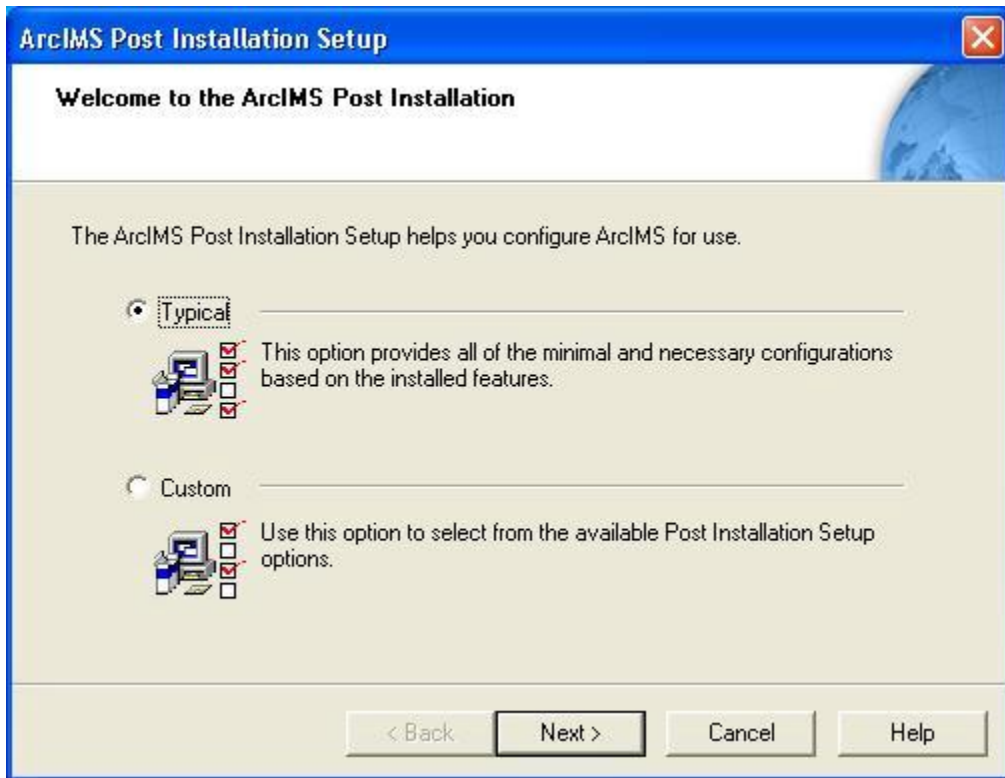 ArcIMS Post Installation Setup
Welcome to the ArcIMS Post Installation
The ArcIMS Post Installation Setup helps you configure ArcIMS for use.
Typical
This option provides all of the minimal and necessary configurations
based on the installed features.
Custom
Use this option to select from the available Post Installation Setup
options.
< Back Next > Cancel Help